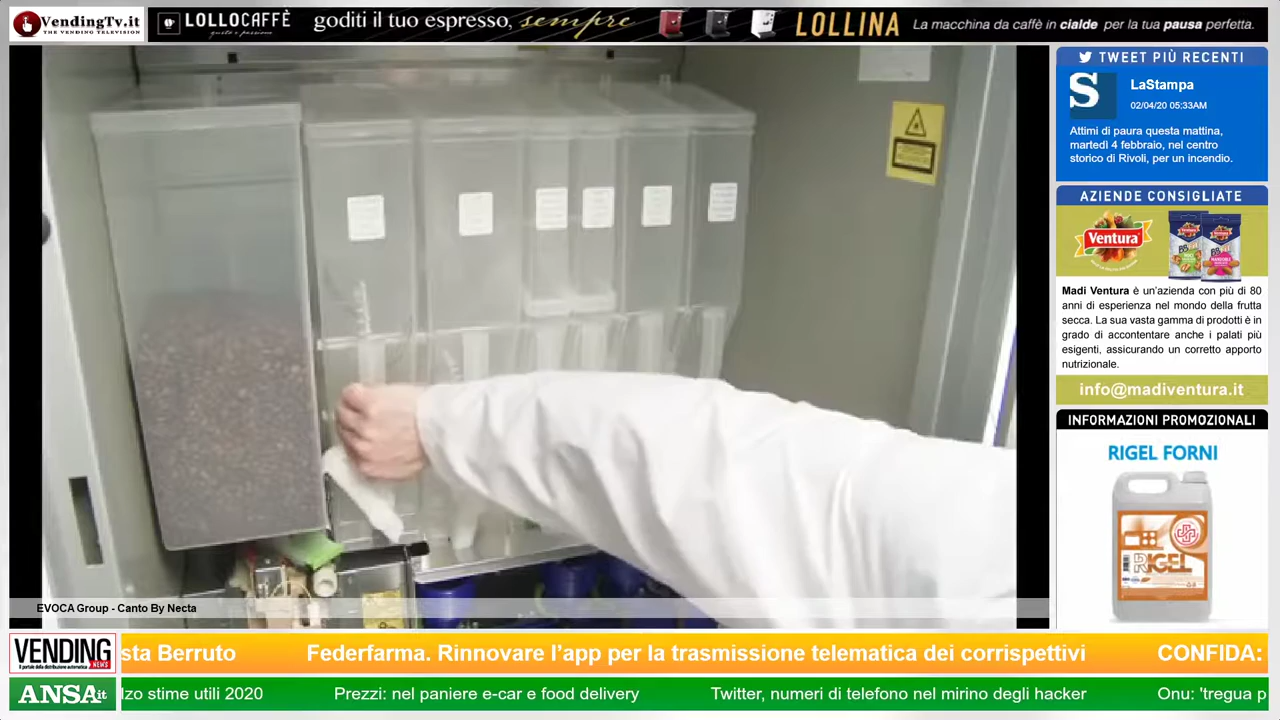 VendingTv.it
THE VENDING TELEVISION
LOLLOCAFFÈ
gusto e passione
goditi il tuo espresso, sempre
LOLLINA
La macchina da caffè in cialde per la tua pausa perfetta.
TWEET PIÙ RECENTI
S
LaStampa
02/04/20 05:33AM
Attimi di paura questa mattina,
martedì 4 febbraio, nel centro
storico di Rivoli, per un incendio.
AZIENDE CONSIGLIATE
Ventura
Madi Ventura è un'azienda con più di 80
anni di esperienza nel mondo della frutta
secca. La sua vasta gamma di prodotti è in
grado di accontentare anche i palati più
esigenti, assicurando un corretto apporto
nutrizionale.
info@madiventura.it
INFORMAZIONI PROMOZIONALI
RIGEL FORNI
RIGEL
EVOCA Group - Canto By Necta
VENDING
NEWS
Il portale della distribuzione automatica
sta Berruto
Federfarma. Rinnovare l'app per la trasmissione telematica dei corrispettivi
CONFIDA:
ANSA.it
lzo stime utili 2020
Prezzi: nel paniere e-car e food delivery
Twitter, numeri di telefono nel mirino degli hacker
Onu: 'tregua p